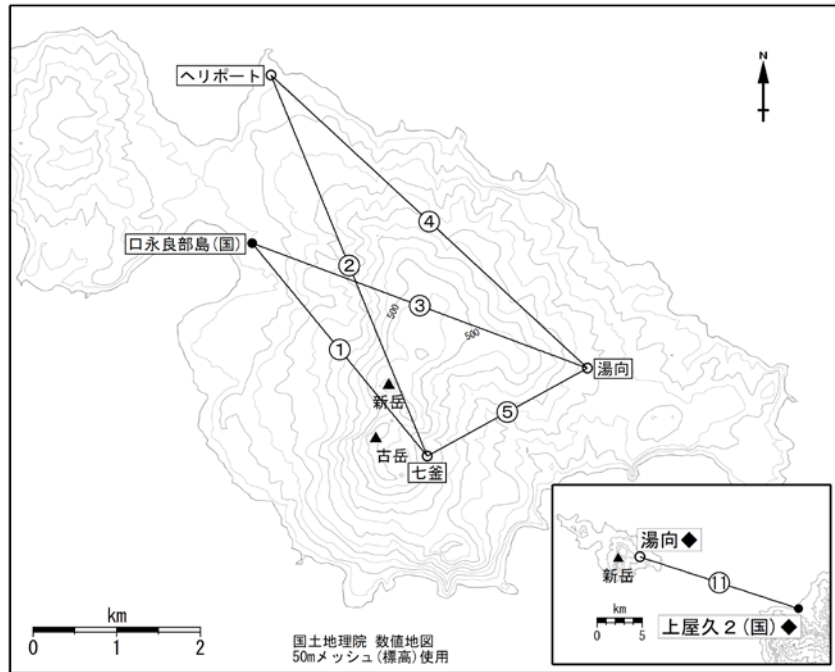 N
ヘリポート
④
口永良部島(国)
②
③
500
500
①
湯向
新岳
⑤
古岳
七釜
湯向◆
新岳
⑪
km
0 5
上屋久2(国)◆
km
0 1 2
国土地理院 数値地図
50mメッシュ(標高)使用